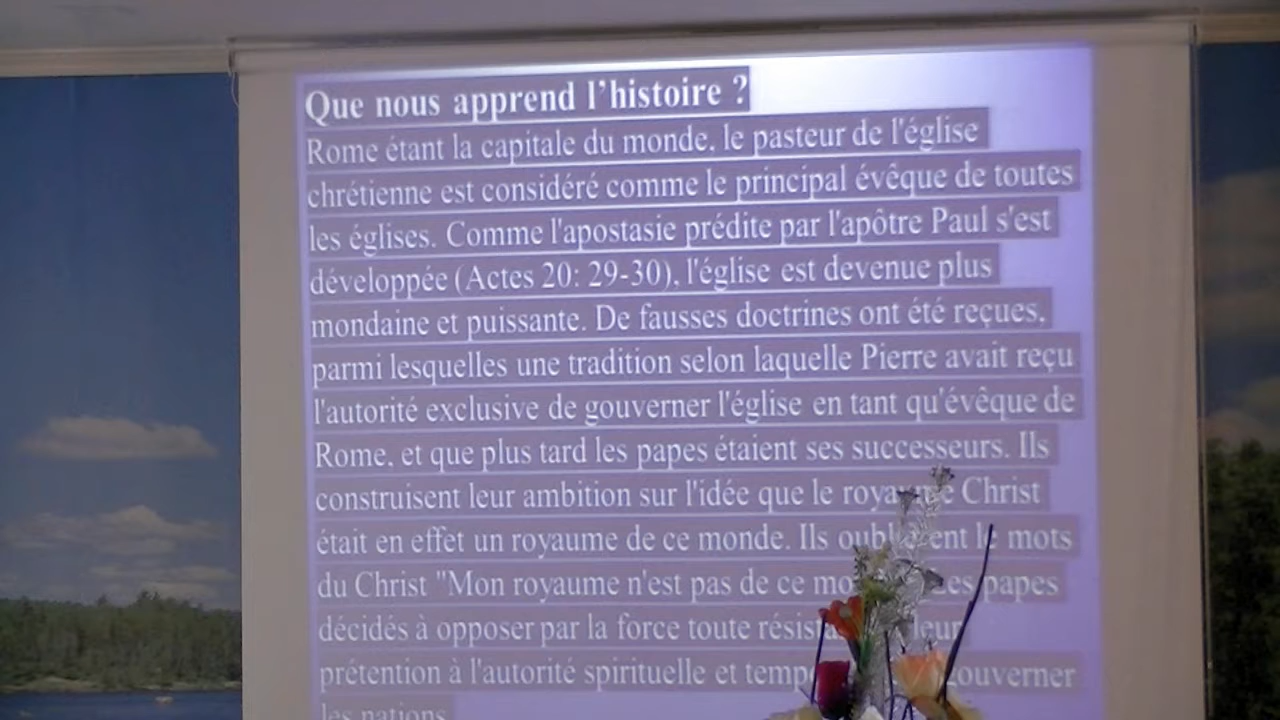 Que nous apprend l'histoire ?
Rome étant la capitale du monde, le pasteur de l'église
chrétienne est considéré comme le principal évêque de toutes
les églises. Comme l'apostasie prédite par l'apôtre Paul s'est
développée (Actes 20: 29-30), l'église est devenue plus
mondaine et puissante. De fausses doctrines ont été reçues,
parmi lesquelles une tradition selon laquelle Pierre avait reçu
l'autorité exclusive de gouverner l'église en tant qu'évêque de
Rome, et que plus tard les papes étaient ses successeurs. Ils
construisent leur ambition sur l'idée que le Christ
était en effet un royaume de ce monde. Ils mots
du Christ "Mon royaume n'est pas de ce papes
décidés à opposer par la force toute leur
prétention à l'autorité spirituelle et gouverner
les nations